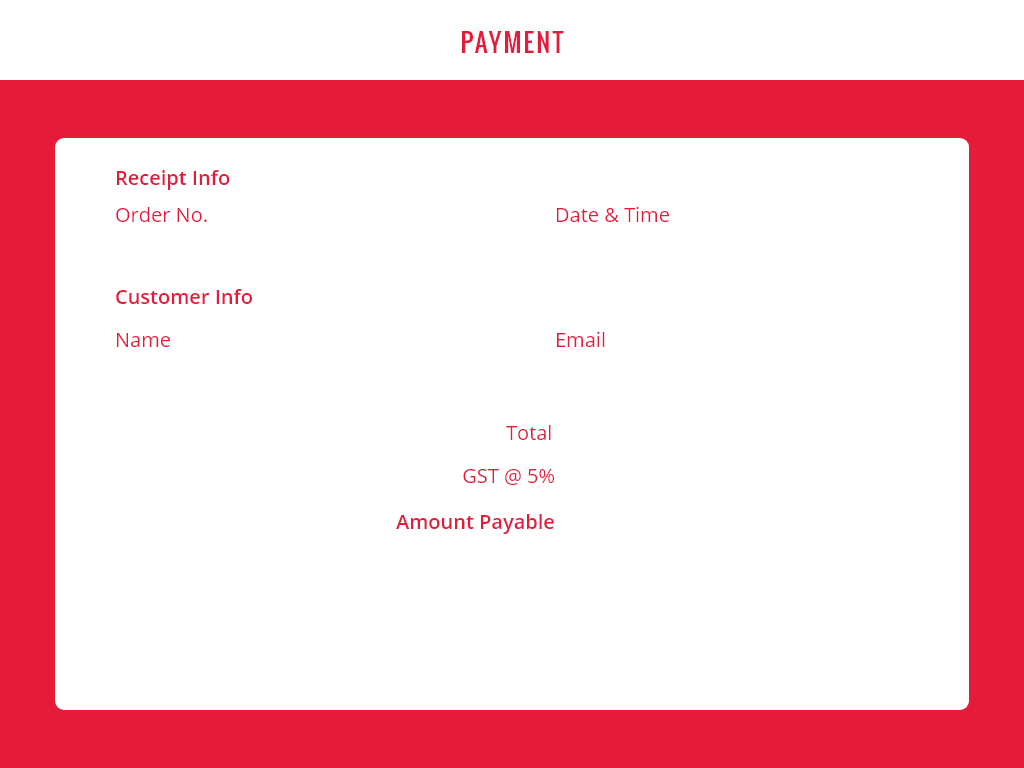 PAYMENT
Receipt Info
Order No.
Date & Time
Customer Info
Name
Email
Total
GST @ 5%
Amount Payable